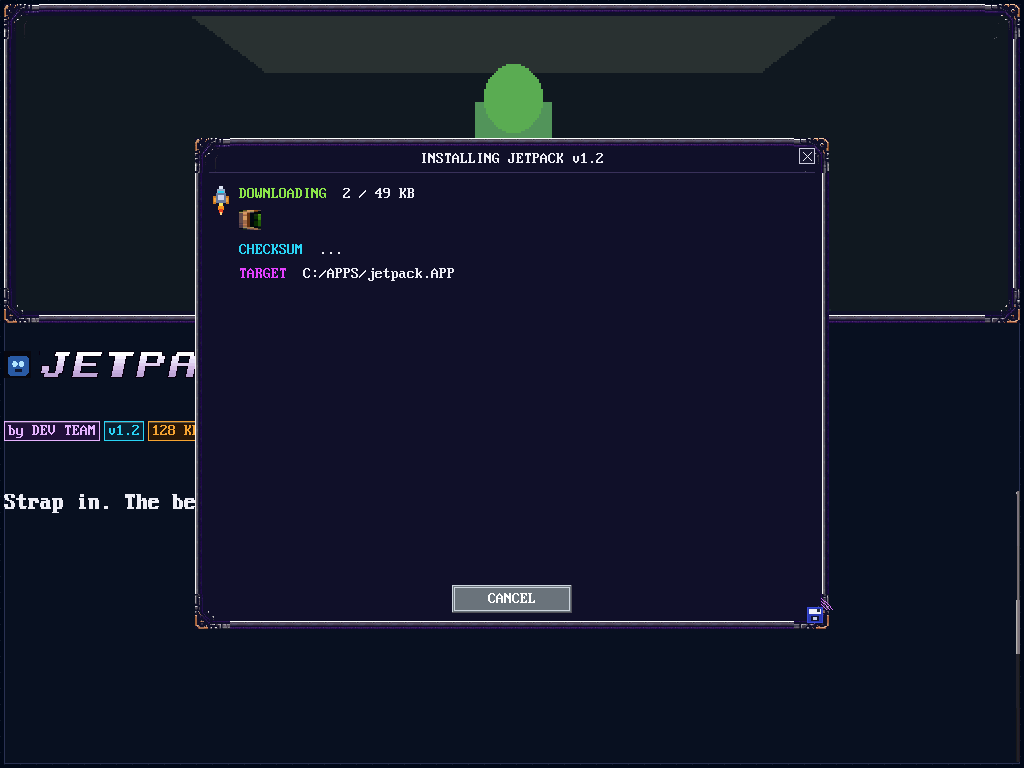 INSTALLING JETPACK v1.2
DOWNLOADING 2 / 49 KB
CHECKSUM ...
TARGET C:/APPS/jetpack.APP
JETPA
by DEV TEAM v1.2 128 K
Strap in. The be
CANCEL